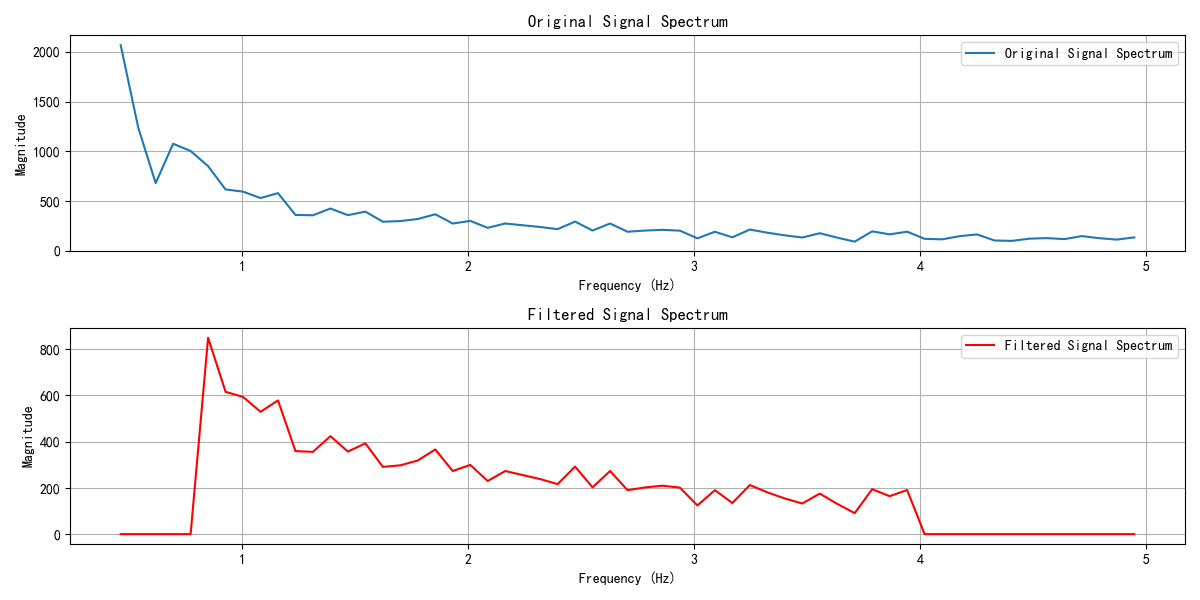 Original Signal Spectrum
Original Signal Spectrum
Magnitude
2000
1500
1000
500
0
1 2 3 4 5
Frequency (Hz)
Filtered Signal Spectrum
Filtered Signal Spectrum
Magnitude
800
600
400
200
0
1 2 3 4 5
Frequency (Hz)